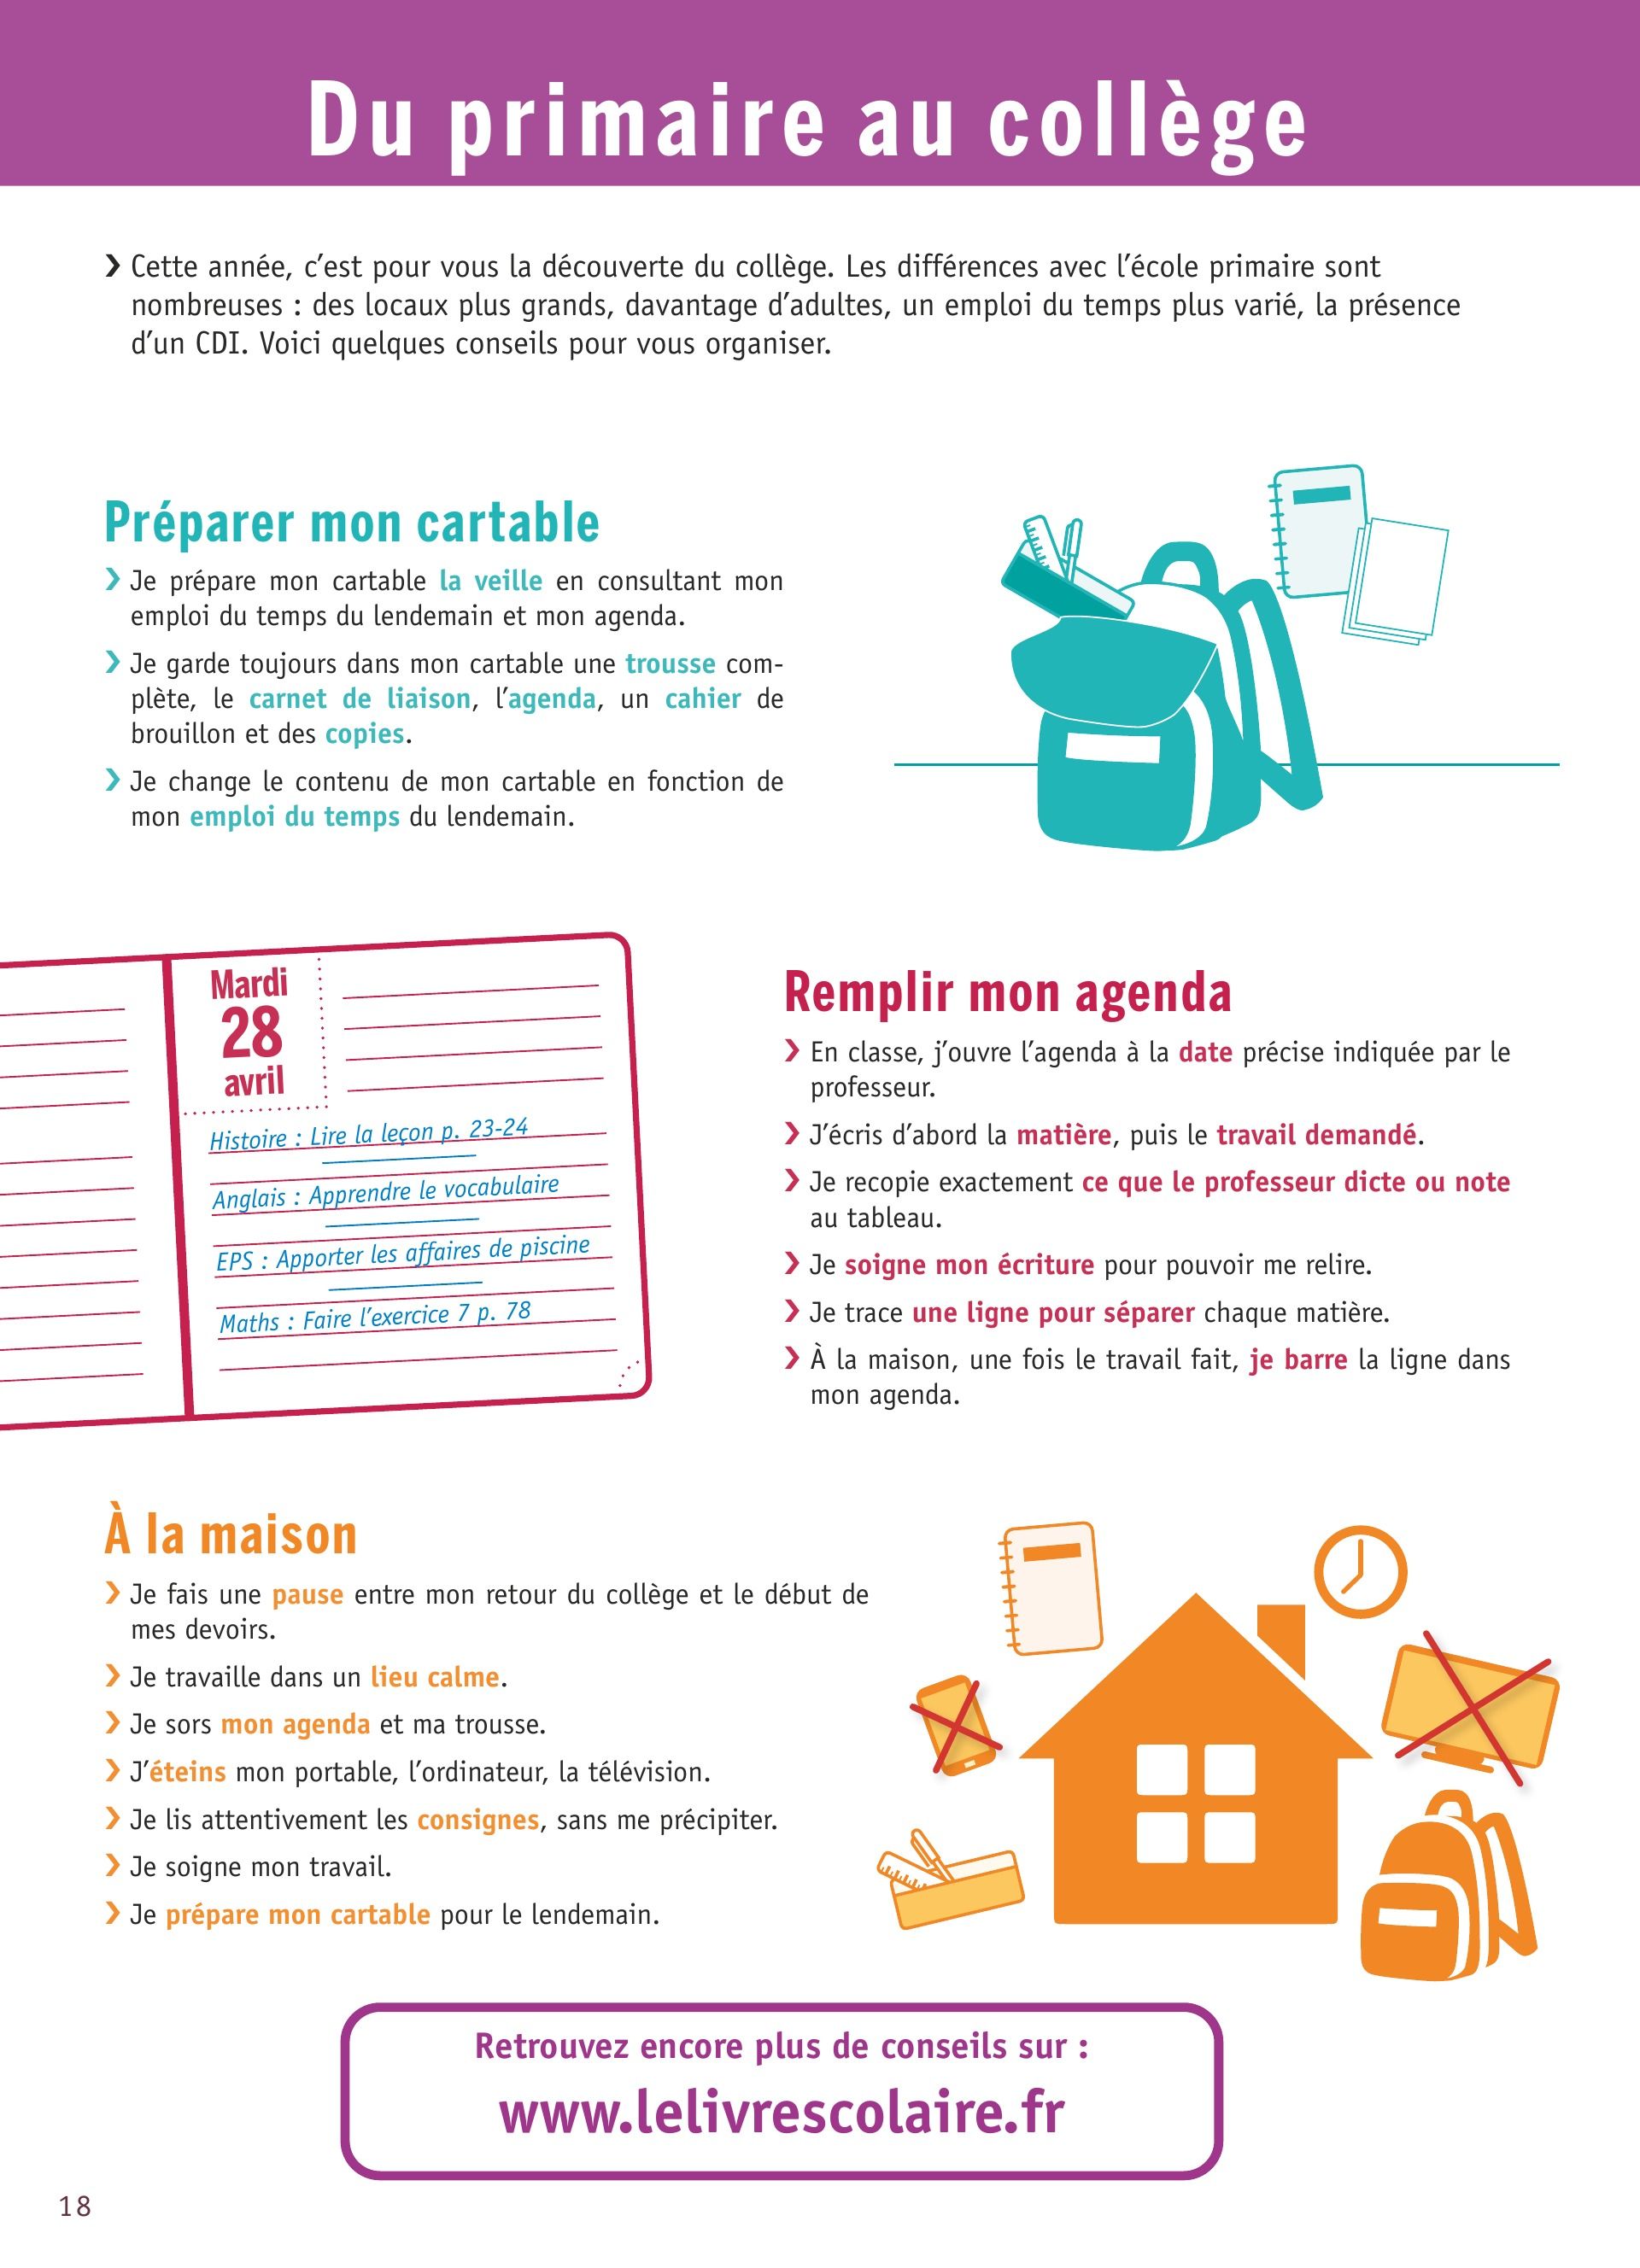 Du primaire au collège
❯ Cette année, c’est pour vous la découverte du collège. Les différences avec l’école primaire sont
nombreuses : des locaux plus grands, davantage d’adultes, un emploi du temps plus varié, la présence
d’un CDI. Voici quelques conseils pour vous organiser.
Préparer mon cartable
❯ Je prépare mon cartable la veille en consultant mon
emploi du temps du lendemain et mon agenda.
❯ Je garde toujours dans mon cartable une trousse com-
plète, le carnet de liaison, l’agenda, un cahier de
brouillon et des copies.
❯ Je change le contenu de mon cartable en fonction de
mon emploi du temps du lendemain.
Mardi
28
avril
Histoire : Lire la leçon p. 23-24
Anglais : Apprendre le vocabulaire
EPS : Apporter les affaires de piscine
Maths : Faire l’exercice 7 p. 78
Remplir mon agenda
❯ En classe, j’ouvre l’agenda à la date précise indiquée par le
professeur.
❯ J’écris d’abord la matière, puis le travail demandé.
❯ Je recopie exactement ce que le professeur dicte ou note
au tableau.
❯ Je soigne mon écriture pour pouvoir me relire.
❯ Je trace une ligne pour séparer chaque matière.
❯ À la maison, une fois le travail fait, je barre la ligne dans
mon agenda.
À la maison
❯ Je fais une pause entre mon retour du collège et le début de
mes devoirs.
❯ Je travaille dans un lieu calme.
❯ Je sors mon agenda et ma trousse.
❯ J’éteins mon portable, l’ordinateur, la télévision.
❯ Je lis attentivement les consignes, sans me précipiter.
❯ Je soigne mon travail.
❯ Je prépare mon cartable pour le lendemain.
Retrouvez encore plus de conseils sur :
www.lelivrescolaire.fr
18